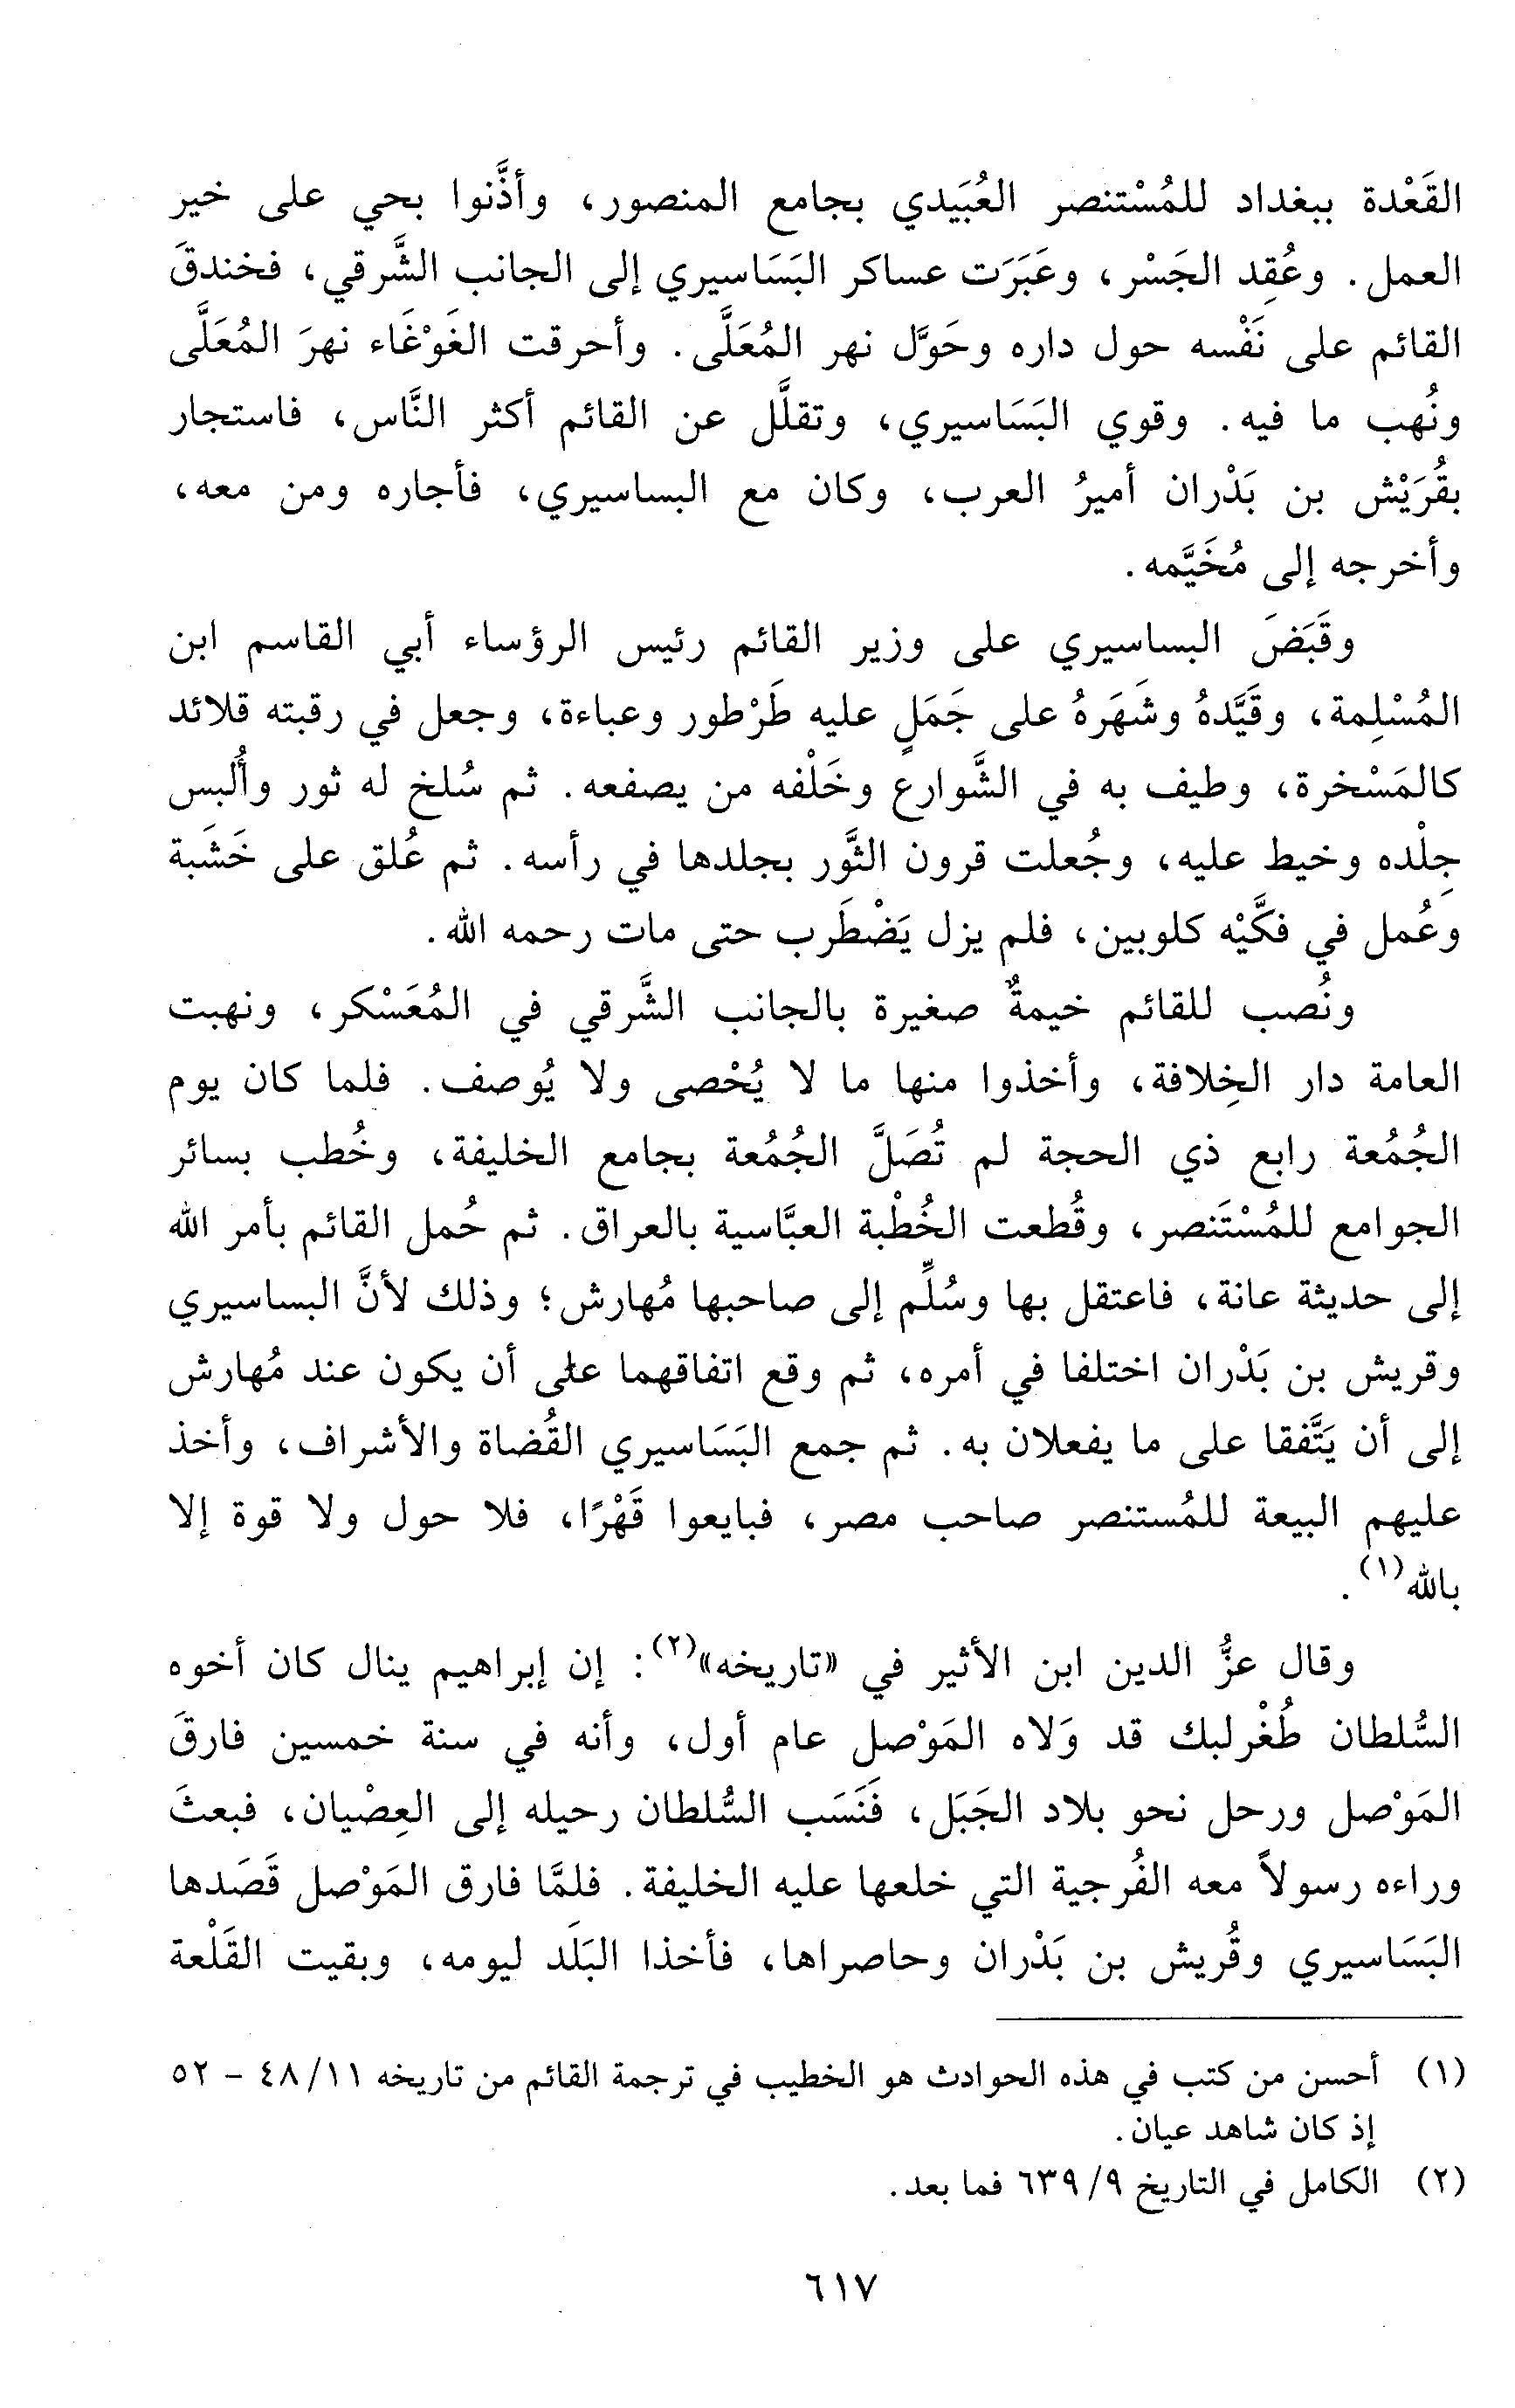 القَعْدة ببغداد للمُسْتنصر العُبَيدي بجامع المنصور، وأذَّنوا بحي على خير
العمل. وعُقِد الجَسْر، وعَبَرَت عساكر البَسَاسيري إلى الجانب الشَّرقي، فخندقَ
القائم على نَفْسه حول داره وحَوَّل نهر المُعَلَّى. وأحرقت الغَوْغَاء نهرَ المُعَلَّى
ونُهب ما فيه. وقوي البَسَاسيري، وتقلَّل عن القائم أكثر النَّاس، فاستجار
بقُرَيْش بن بَدْران أميرُ العرب، وكان مع البساسيري، فأجاره ومن معه،
وأخرجه إلى مُخَيَّمه.
وقَبَضَ البساسيري على وزير القائم رئيس الرؤساء أبي القاسم ابن
المُسْلِمة، وقَيَّدهُ وشَهَرهُ على جَمَلٍ عليه طَرْطور وعباءة، وجعل في رقبته قلائد
كالمَسْخرة، وطيف به في الشَّوارع وخَلْفه من يصفعه. ثم سُلخ له ثور وأُلبس
جِلْده وخيط عليه، وجُعلت قرون الثَّور بجلدها في رأسه. ثم عُلق على خَشَبة
وعُمل في فكَّيْه كلوبين، فلم يزل يَضْطَرب حتى مات رحمه الله.
ونُصب للقائم خيمةٌ صغيرة بالجانب الشَّرقي في المُعَسْكر، ونهبت
العامة دار الخِلافة، وأخذوا منها ما لا يُحْصى ولا يُوصف. فلما كان يوم
الجُمُعة رابع ذي الحجة لم تُصَلَّ الجُمُعة بجامع الخليفة، وخُطب بسائر
الجوامع للمُسْتَنصر، وقُطعت الخُطْبة العبَّاسية بالعراق. ثم حُمل القائم بأمر الله
إلى حديثة عانة، فاعتقل بها وسُلِّم إلى صاحبها مُهارش؛ وذلك لأنَّ البساسيري
وقريش بن بَدْران اختلفا في أمره، ثم وقع اتفاقهما على أن يكون عند مُهارش
إلى أن يَتَّفقا على ما يفعلان به. ثم جمع البَسَاسيري القُضاة والأشراف، وأخذ
عليهم البيعة للمُستنصر صاحب مصر، فبايعوا قَهْرًا، فلا حول ولا قوة إلا
بالله(١).
وقال عزُّ الدين ابن الأثير في «تاريخه»(٢): إن إبراهيم ينال كان أخوه
السُّلطان طُغْرلبك قد وَلاه المَوْصل عام أول، وأنه في سنة خمسين فارقَ
المَوْصل ورحل نحو بلاد الجَبَل، فَنَسَب السُّلطان رحيله إلى العِصْيان، فبعثَ
وراءه رسولاً معه الفُرجية التي خلعها عليه الخليفة. فلمَّا فارق المَوْصل قَصَدها
البَسَاسيري وقُريش بن بَدْران وحاصراها، فأخذا البَلَد ليومه، وبقيت القَلْعة
(١) أحسن من كتب في هذه الحوادث هو الخطيب في ترجمة القائم من تاريخه ١١/ ٤٨ - ٥٢
إذ كان شاهد عيان.
(٢) الكامل في التاريخ ٩/ ٦٣٩ فما بعد.
٦١٧